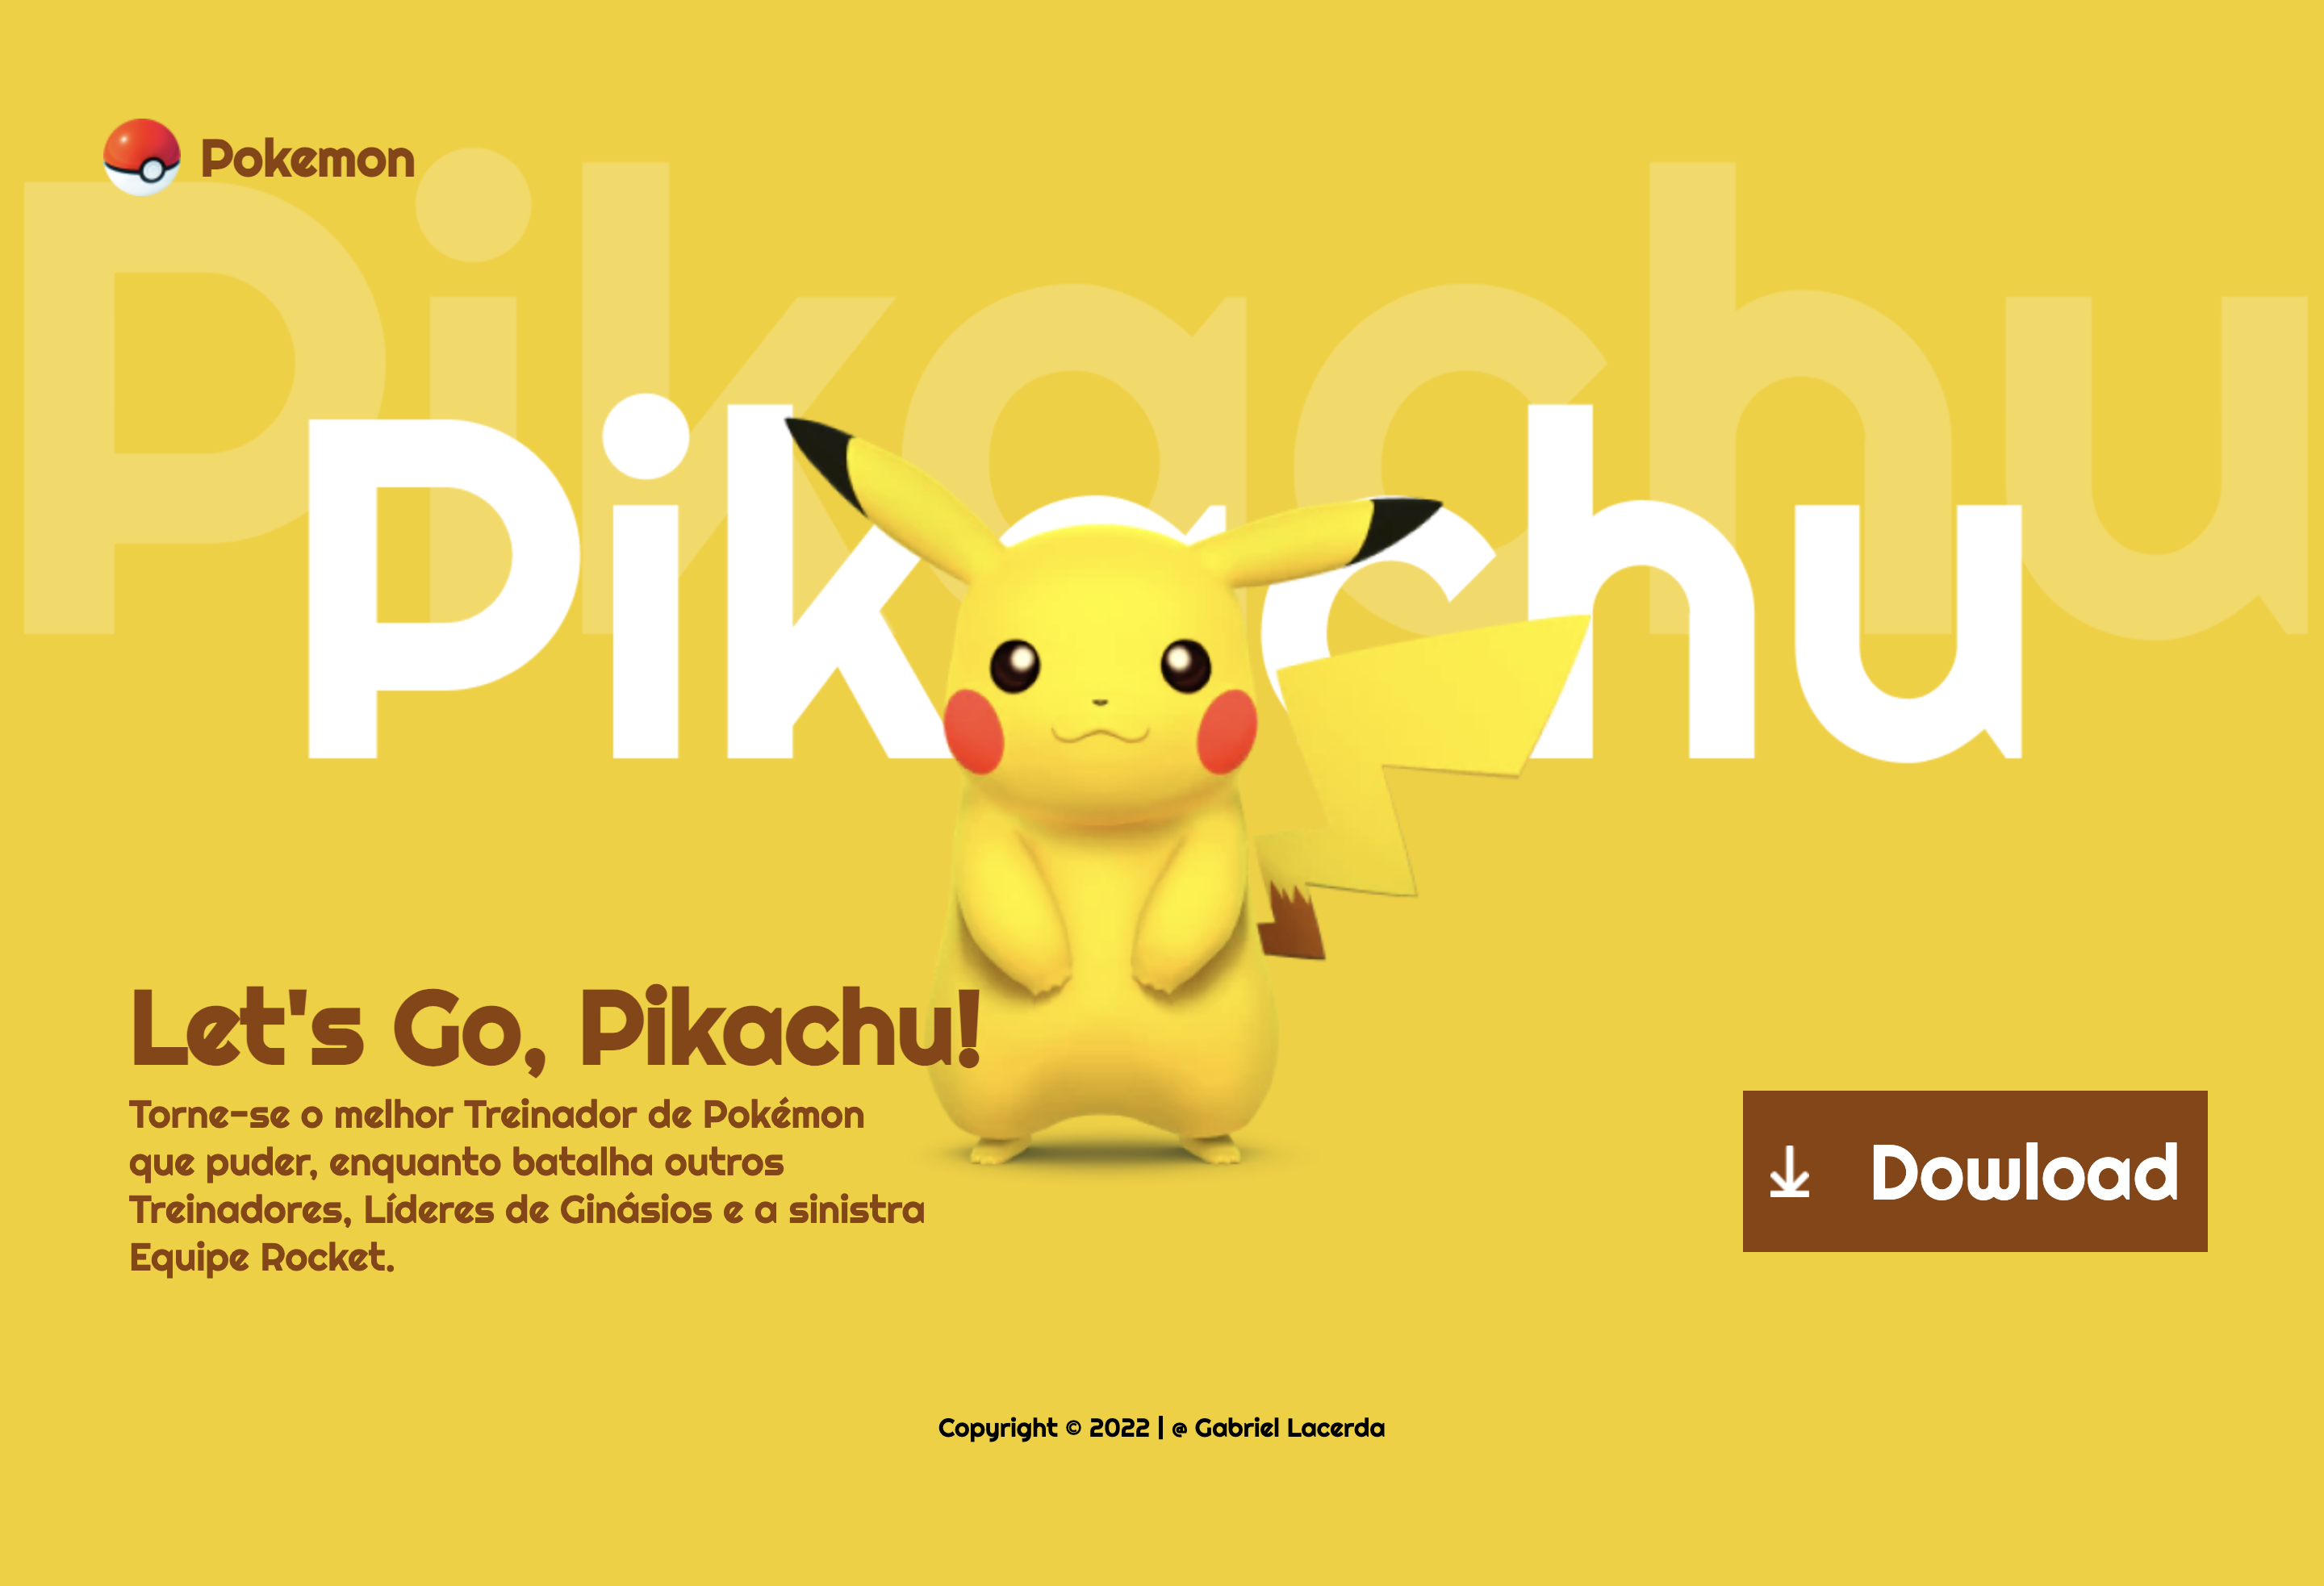 Pokemon
Pikachu
Pikachu
Let's Go, Pikachu!
Torne-se o melhor Treinador de Pokémon
que puder, enquanto batalha outros
Treinadores, Líderes de Ginásios e a sinistra
Equipe Rocket.
Dowload
Copyright © 2022 | @ Gabriel Lacerda